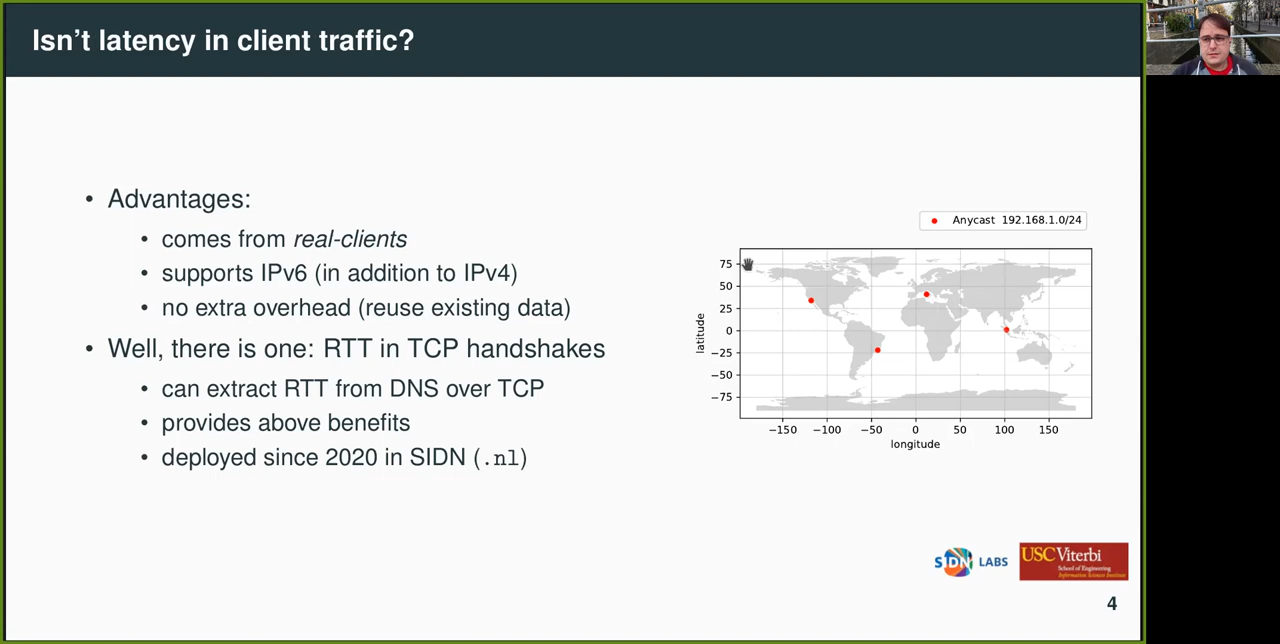 Isn't latency in client traffic?
• Advantages:
• comes from real-clients
• supports IPv6 (in addition to IPv4)
• no extra overhead (reuse existing data)
• Well, there is one: RTT in TCP handshakes
• can extract RTT from DNS over TCP
• provides above benefits
• deployed since 2020 in SIDN (.nl)
Anycast 192.168.1.0/24
75
50
25
0
−25
−50
−75
latitude
−150 −100 −50 0 50 100 150
longitude
SIDN LABS
USC Viterbi
School of Engineering
Information Sciences Institute
4